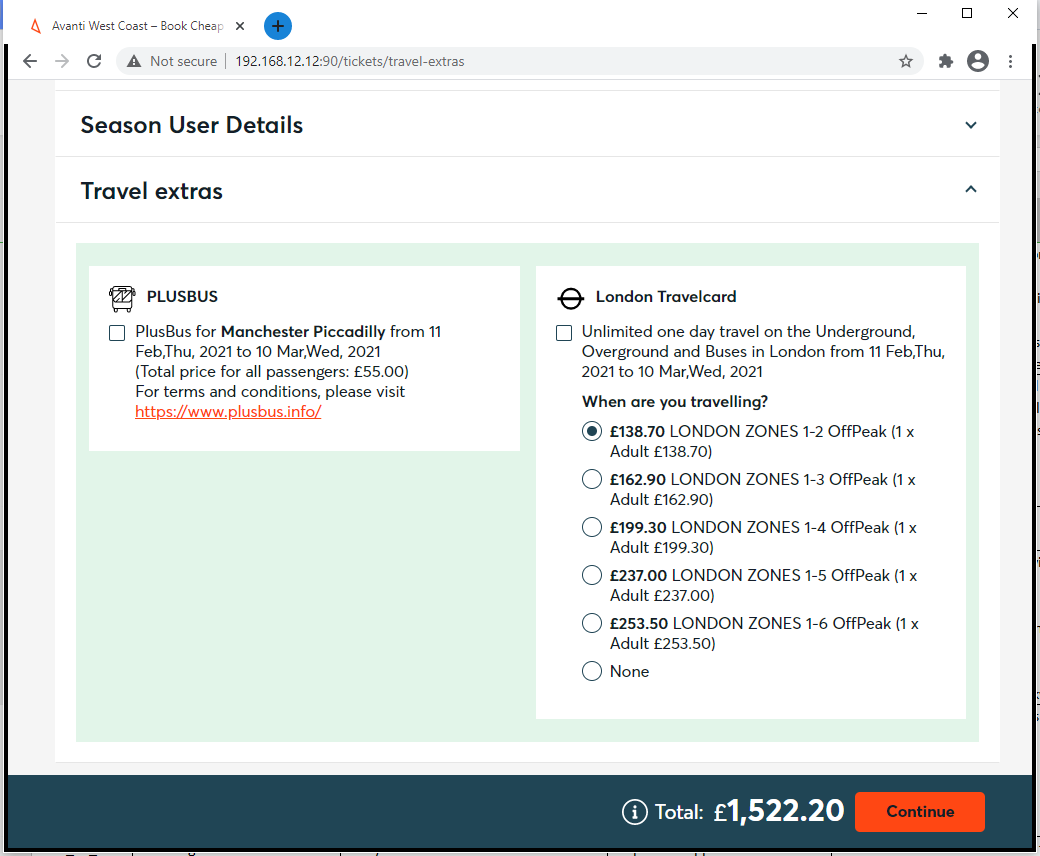 Avanti West Coast – Book Cheap
Not secure 192.168.12.12:90/tickets/travel-extras
Season User Details
Travel extras
PLUSBUS
PlusBus for Manchester Piccadilly from 11
Feb,Thu, 2021 to 10 Mar,Wed, 2021
(Total price for all passengers: £55.00)
For terms and conditions, please visit
https://www.plusbus.info/
London Travelcard
Unlimited one day travel on the Underground,
Overground and Buses in London from 11 Feb,Thu,
2021 to 10 Mar,Wed, 2021
When are you travelling?
£138.70 LONDON ZONES 1-2 OffPeak (1 x
Adult £138.70)
£162.90 LONDON ZONES 1-3 OffPeak (1 x
Adult £162.90)
£199.30 LONDON ZONES 1-4 OffPeak (1 x
Adult £199.30)
£237.00 LONDON ZONES 1-5 OffPeak (1 x
Adult £237.00)
£253.50 LONDON ZONES 1-6 OffPeak (1 x
Adult £253.50)
None
Total: £1,522.20
Continue